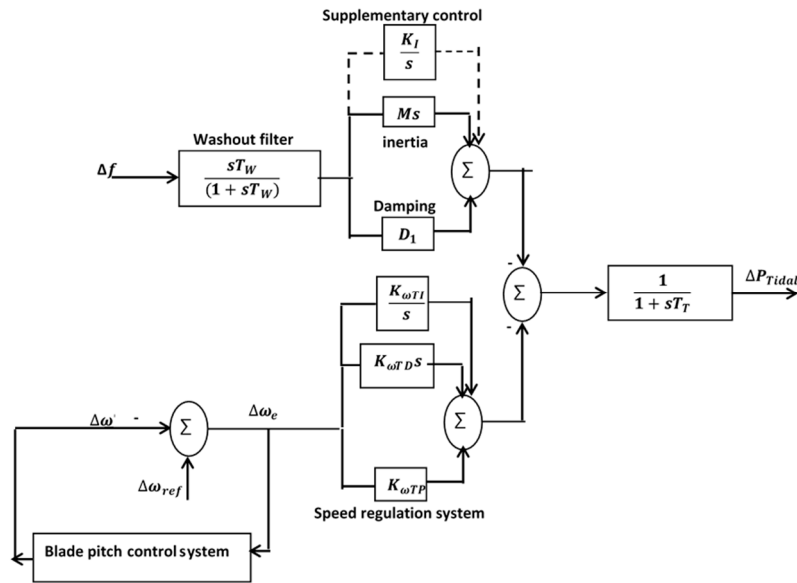 Supplementary control
K_I
s
Ms
inertia
Washout filter
Δf
sT_W
(1 + sT_W)
Σ
Damping
D_1
-
Σ
-
1
1 + sT_T
ΔP_Tidal
K_ωTI
s
K_ωTD s
Δω'
-
Σ
Δω_e
Σ
Δω_ref
K_ωTP
Speed regulation system
Blade pitch control system